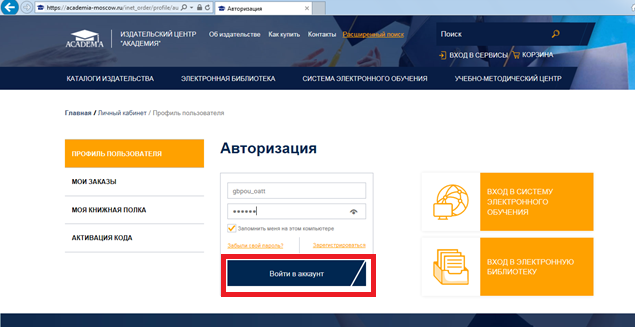 https://academia-moscow.ru/inet_order/profile/au
Авторизация
ACADEMA
ИЗДАТЕЛЬСКИЙ ЦЕНТР
"АКАДЕМИЯ"
Об издательстве Как купить Контакты Расширенный поиск
Поиск
ВХОД В СЕРВИСЫ КОРЗИНА
КАТАЛОГИ ИЗДАТЕЛЬСТВА ЭЛЕКТРОННАЯ БИБЛИОТЕКА СИСТЕМА ЭЛЕКТРОННОГО ОБУЧЕНИЯ УЧЕБНО-МЕТОДИЧЕСКИЙ ЦЕНТР
Главная / Личный кабинет / Профиль пользователя
ПРОФИЛЬ ПОЛЬЗОВАТЕЛЯ
МОИ ЗАКАЗЫ
МОЯ КНИЖНАЯ ПОЛКА
АКТИВАЦИЯ КОДА
Авторизация
gbpou_oatt
••••••
Запомнить меня на этом компьютере
Забыли свой пароль? Зарегистрироваться
Войти в аккаунт
ВХОД В СИСТЕМУ
ЭЛЕКТРОННОГО
ОБУЧЕНИЯ
ВХОД В ЭЛЕКТРОННУЮ
БИБЛИОТЕКУ